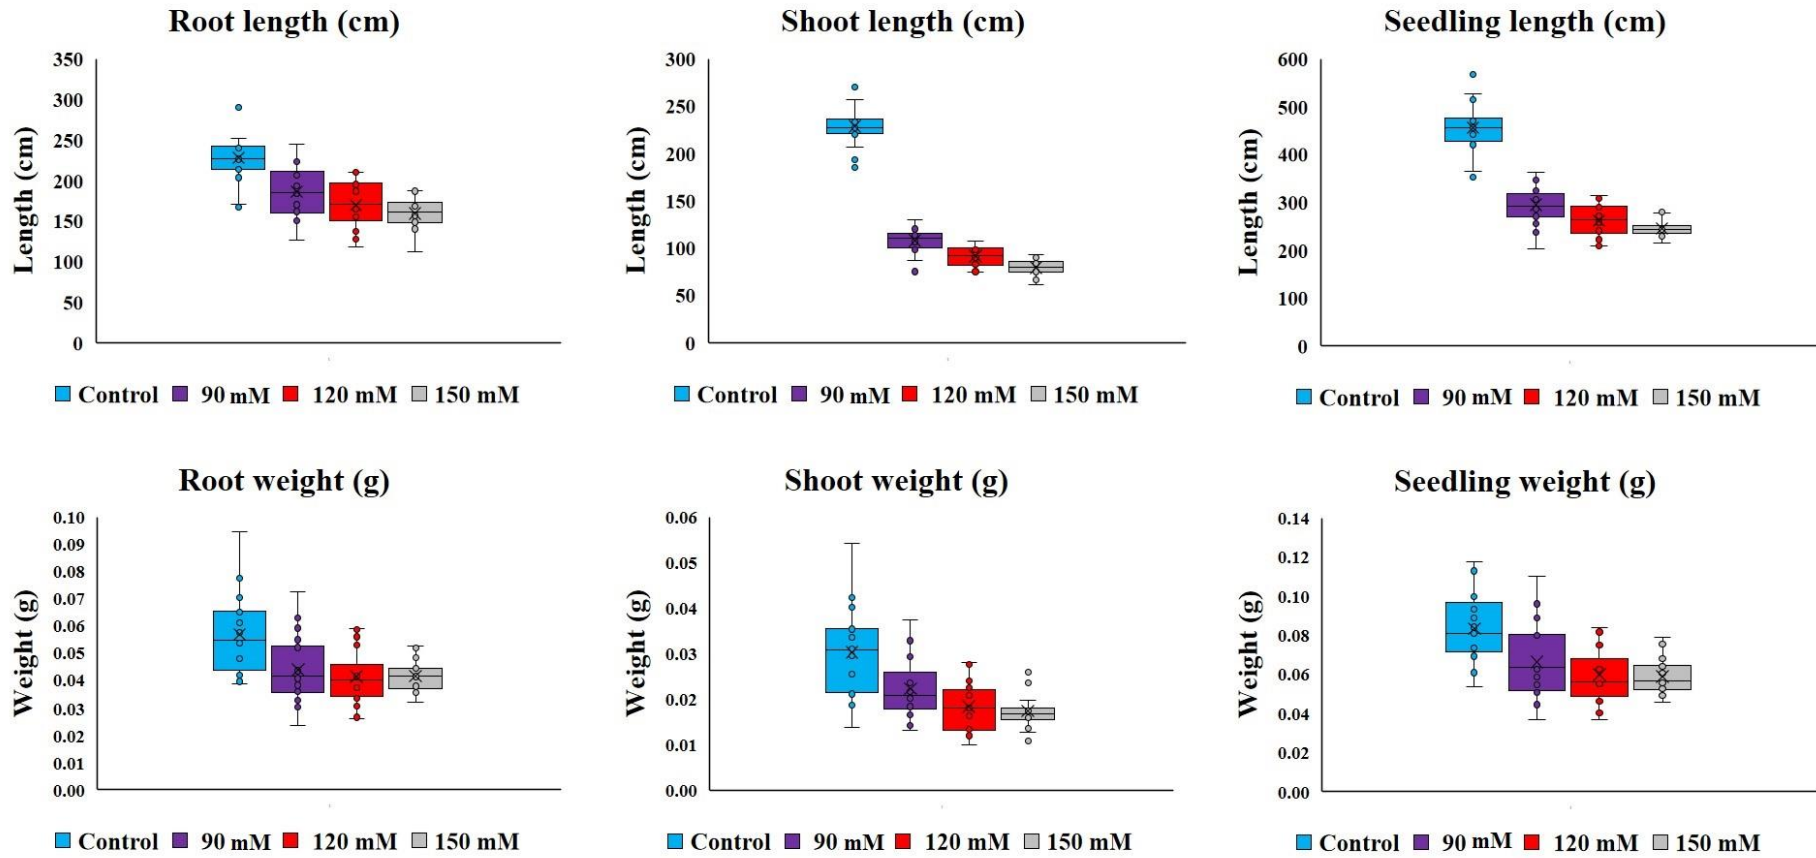 Root length (cm)
Length (cm)
350
300
250
200
150
100
50
0
Control 90 mM 120 mM 150 mM
Shoot length (cm)
Length (cm)
300
250
200
150
100
50
0
Control 90 mM 120 mM 150 mM
Seedling length (cm)
Length (cm)
600
500
400
300
200
100
0
Control 90 mM 120 mM 150 mM
Root weight (g)
Weight (g)
0.10
0.09
0.08
0.07
0.06
0.05
0.04
0.03
0.02
0.01
0.00
Control 90 mM 120 mM 150 mM
Shoot weight (g)
Weight (g)
0.06
0.05
0.04
0.03
0.02
0.01
0.00
Control 90 mM 120 mM 150 mM
Seedling weight (g)
Weight (g)
0.14
0.12
0.10
0.08
0.06
0.04
0.02
0.00
Control 90 mM 120 mM 150 mM